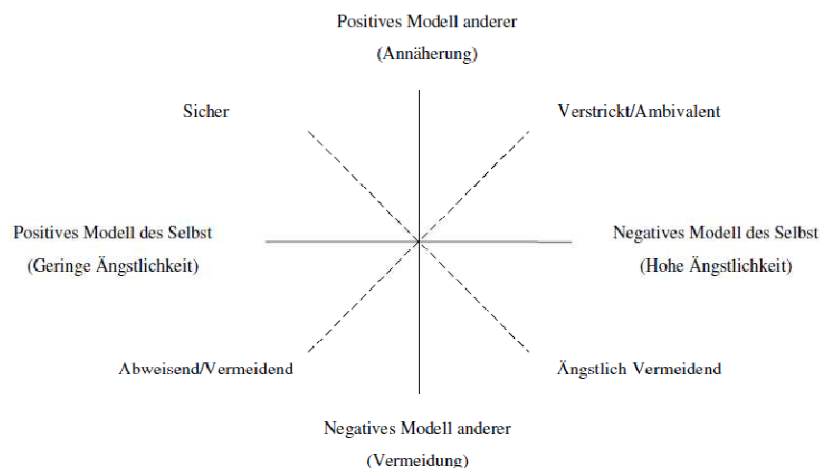 Positives Modell anderer
(Annäherung)
Sicher
Verstrickt/Ambivalent
Positives Modell des Selbst
(Geringe Ängstlichkeit)
Negatives Modell des Selbst
(Hohe Ängstlichkeit)
Abweisend/Vermeidend
Ängstlich Vermeidend
Negatives Modell anderer
(Vermeidung)